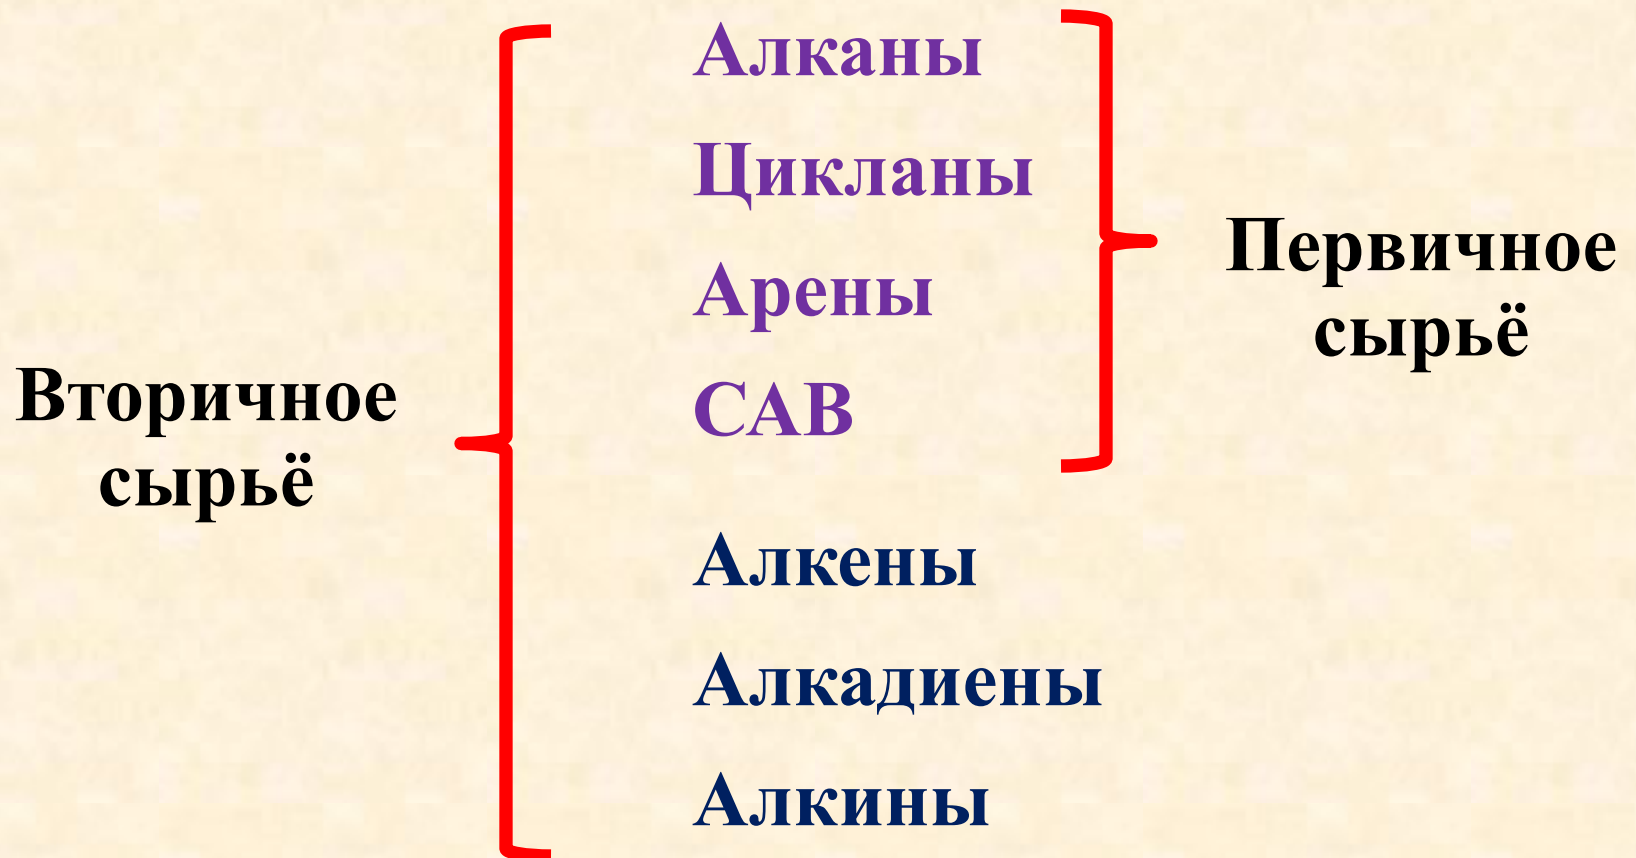 Алканы
Цикланы
Арены
САВ
Алкены
Алкадиены
Алкины
Первичное
сырьё
Вторичное
сырьё